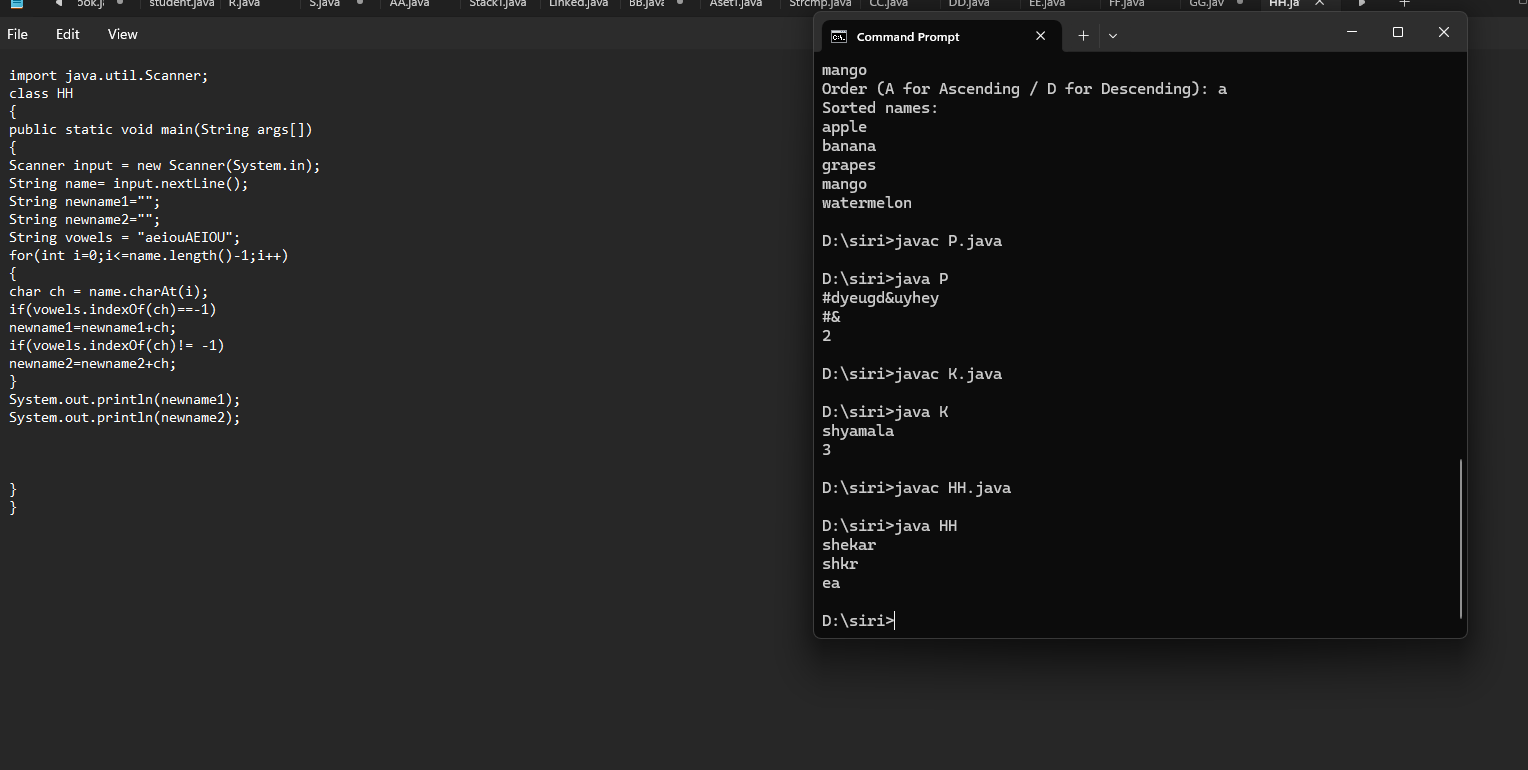 student.java R.java S.java AA.java Stack1.java Linked.java BB.java Aset1.java Strcmp.java CC.java DD.java EE.java FF.java GG.jav HH.ja
File Edit View
import java.util.Scanner;
class HH
{
public static void main(String args[])
{
Scanner input = new Scanner(System.in);
String name= input.nextLine();
String newname1="";
String newname2="";
String vowels = "aeiouAEIOU";
for(int i=0;i<=name.length()-1;i++)
{
char ch = name.charAt(i);
if(vowels.indexOf(ch)==-1)
newname1=newname1+ch;
if(vowels.indexOf(ch)!= -1)
newname2=newname2+ch;
}
System.out.println(newname1);
System.out.println(newname2);
}
}
Command Prompt
mango
Order (A for Ascending / D for Descending): a
Sorted names:
apple
banana
grapes
mango
watermelon
D:\siri>javac P.java
D:\siri>java P
#dyeugd&uyhey
#&
2
D:\siri>javac K.java
D:\siri>java K
shyamala
3
D:\siri>javac HH.java
D:\siri>java HH
shekar
shkr
ea
D:\siri>